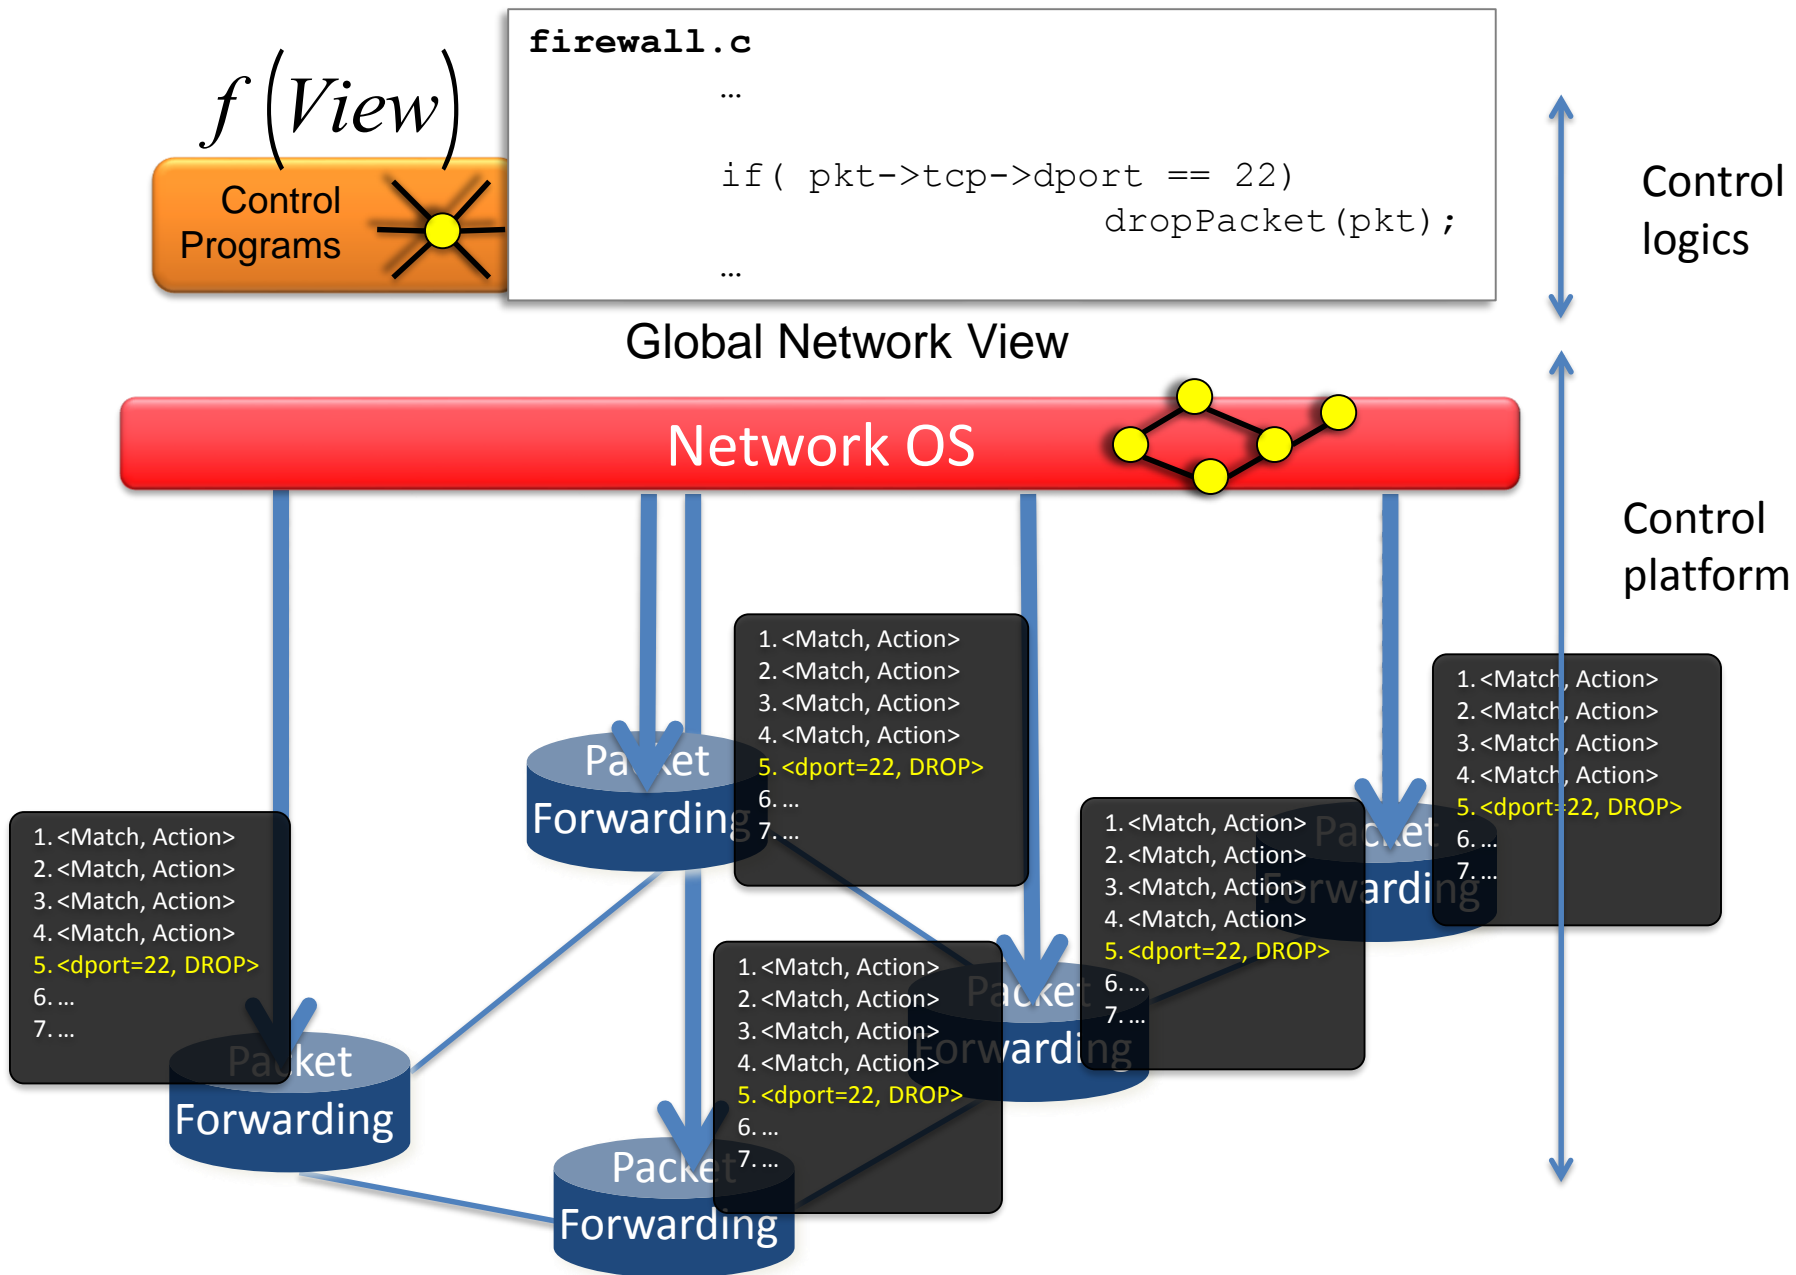 f(View)
Control
Programs
firewall.c
…
if( pkt->tcp->dport == 22)
dropPacket(pkt);
…
Control
logics
Global Network View
Network OS
Control
platform
1. <Match, Action>
2. <Match, Action>
3. <Match, Action>
4. <Match, Action>
5. <dport=22, DROP>
6. …
7. …
Packet
Forwarding
1. <Match, Action>
2. <Match, Action>
3. <Match, Action>
4. <Match, Action>
5. <dport=22, DROP>
6. …
7. …
Packet
Forwarding
1. <Match, Action>
2. <Match, Action>
3. <Match, Action>
4. <Match, Action>
5. <dport=22, DROP>
6. …
7. …
Packet
Forwarding
1. <Match, Action>
2. <Match, Action>
3. <Match, Action>
4. <Match, Action>
5. <dport=22, DROP>
6. …
7. …
Packet
Forwarding
1. <Match, Action>
2. <Match, Action>
3. <Match, Action>
4. <Match, Action>
5. <dport=22, DROP>
6. …
7. …
Packet
Forwarding